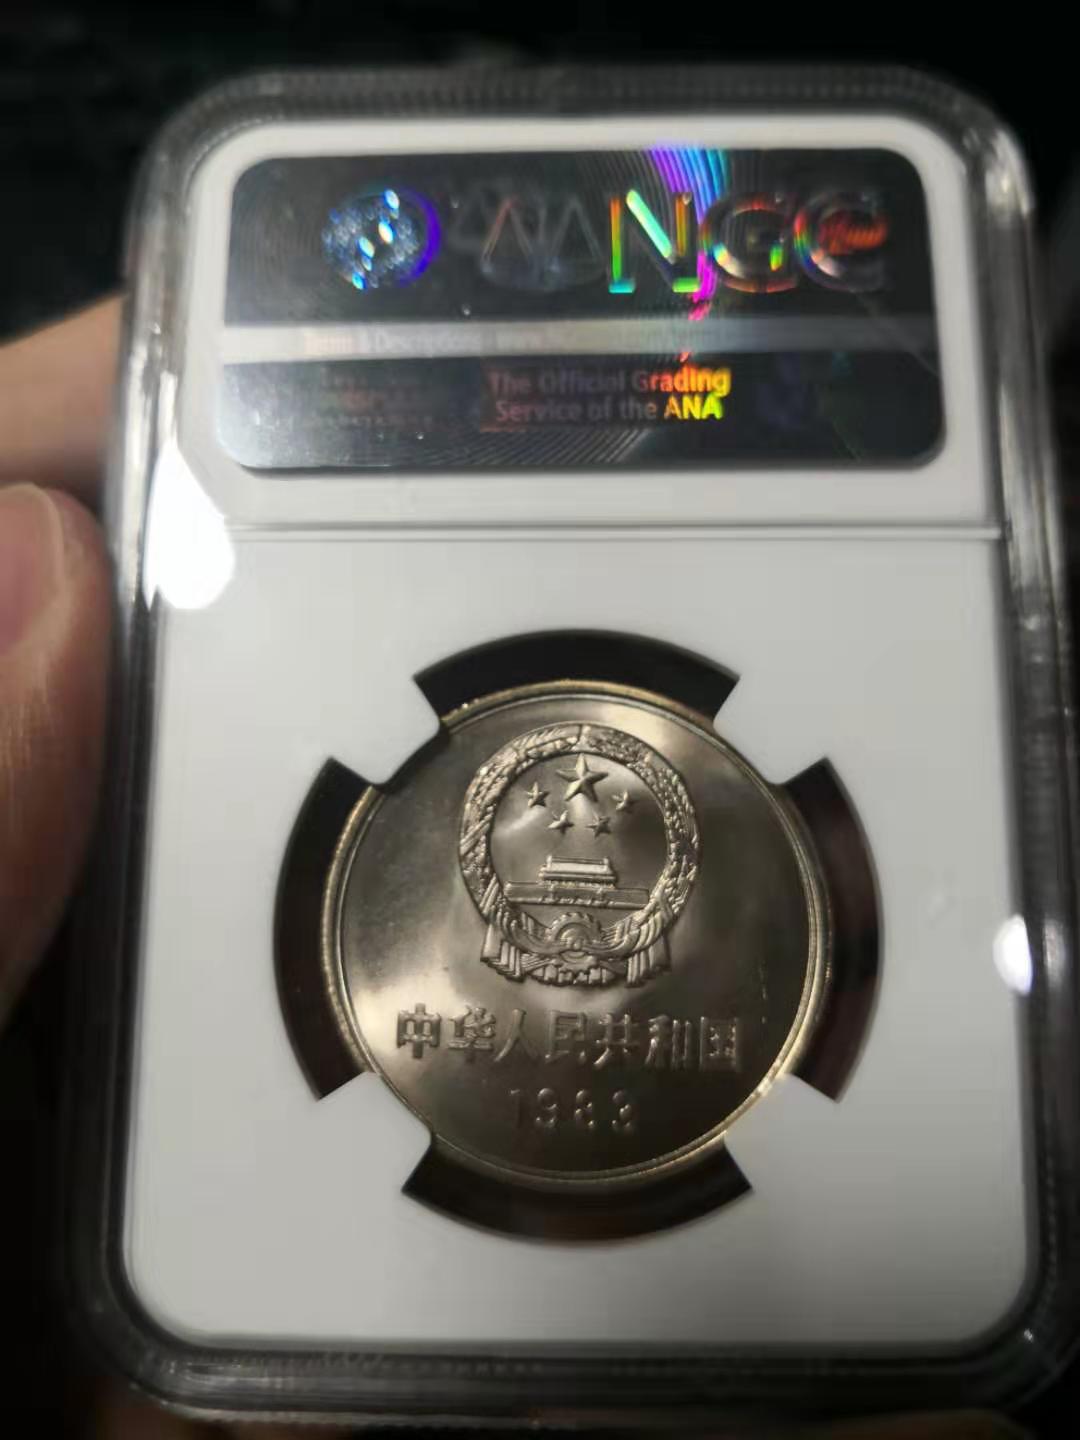 NGC
The Official Grading
Service of the ANA
中华人民共和国
1983